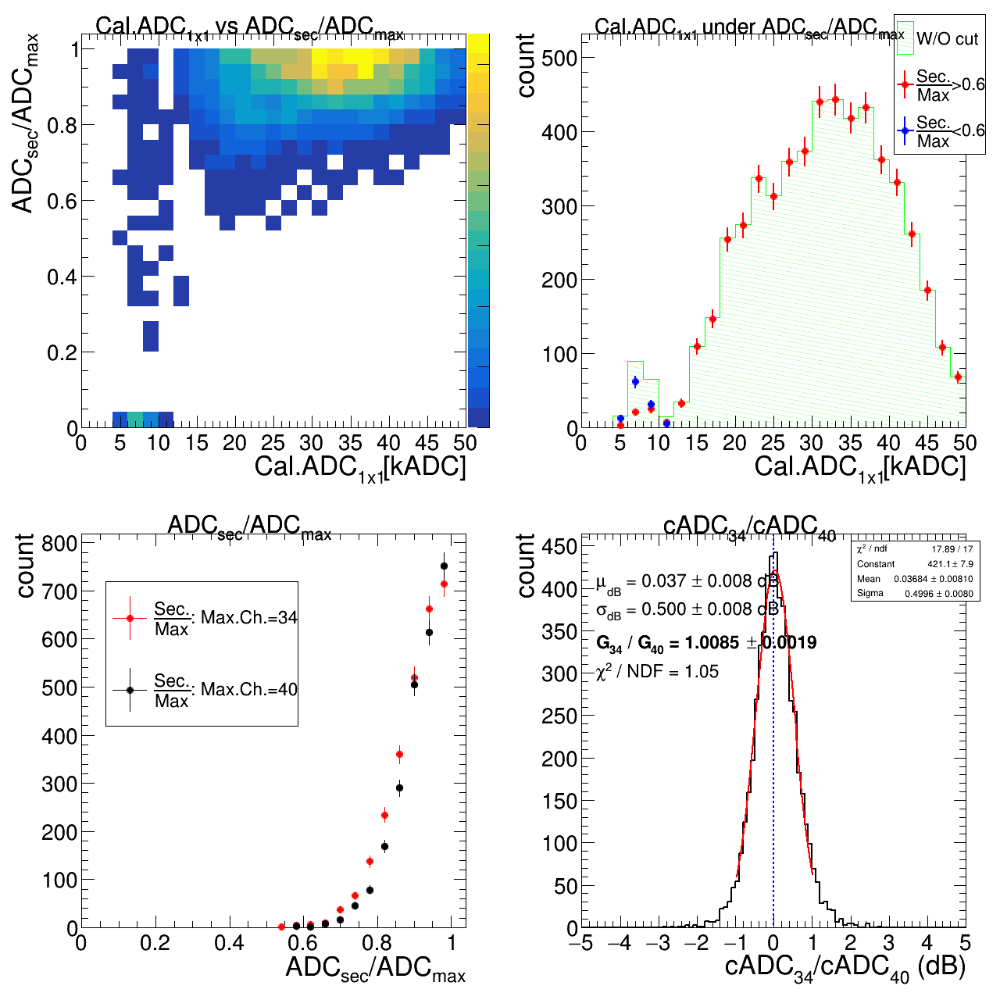 Cal.ADC1x1 vs ADCsec/ADCmax
ADCsec/ADCmax
1
0.8
0.6
0.4
0.2
0
0 5 10 15 20 25 30 35 40 45 50
Cal.ADC1x1[kADC]
Cal.ADC1x1 under ADCsec/ADCmax
count
500
400
300
200
100
0
0 5 10 15 20 25 30 35 40 45 50
Cal.ADC1x1[kADC]
W/O cut
Sec./Max>0.6
Sec./Max<0.6
ADCsec/ADCmax
count
800
700
600
500
400
300
200
100
0
0 0.2 0.4 0.6 0.8 1
ADCsec/ADCmax
Sec./Max: Max.Ch.=34
Sec./Max: Max.Ch.=40
cADC34/cADC40
count
450
400
350
300
250
200
150
100
50
0
−5 −4 −3 −2 −1 0 1 2 3 4 5
cADC34/cADC40 (dB)
μdB = 0.037 ± 0.008 dB
σdB = 0.500 ± 0.008 dB
G34 / G40 = 1.0085 ± 0.0019
χ² / NDF = 1.05
χ² / ndf 17.89 / 17
Constant 421.1 ± 7.9
Mean 0.03684 ± 0.00810
Sigma 0.4996 ± 0.0080